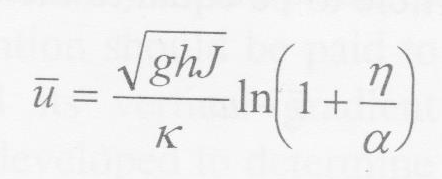 ū = √(ghJ)/κ ln(1 + η/α)